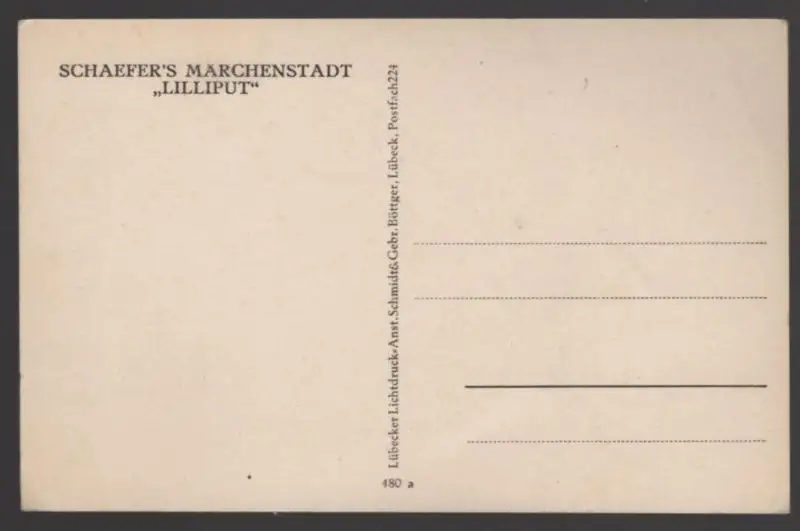 SCHAEFER'S MÄRCHENSTADT
„LILLIPUT“
Lübecker Lichtdruck-Anst. Schmidt & Gebr. Böttger, Lübeck, Postfach 224
480 a